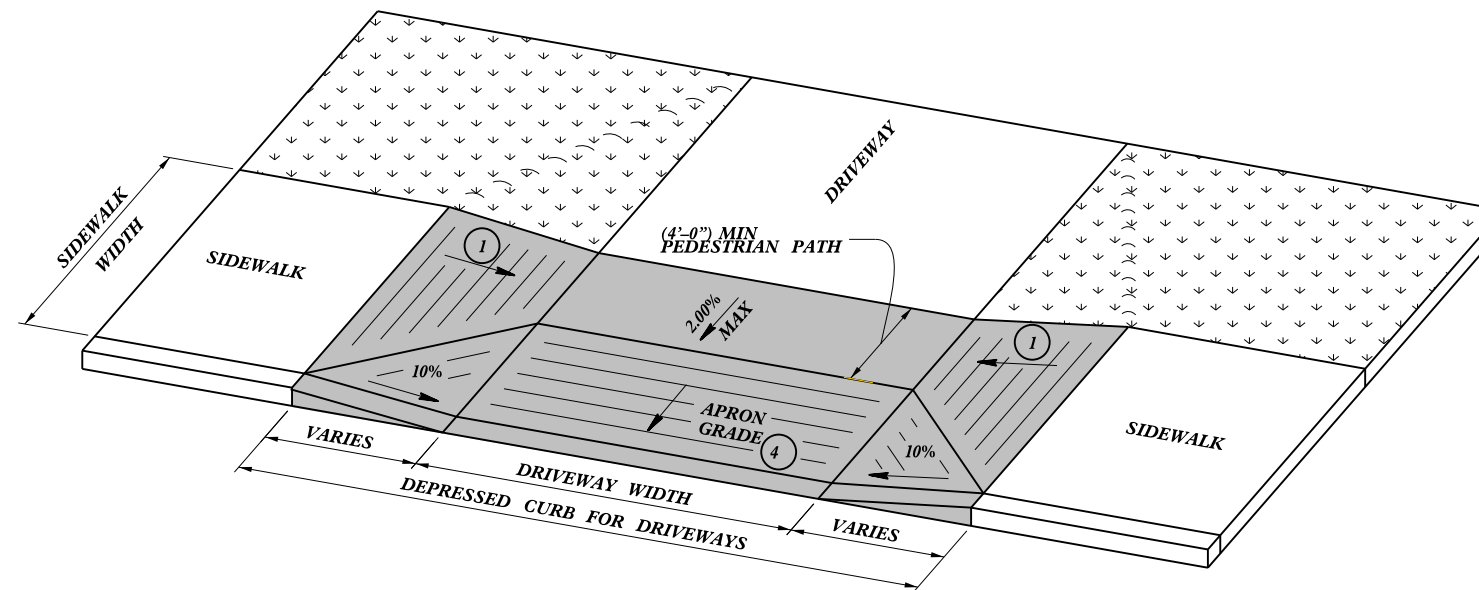 SIDEWALK
WIDTH
SIDEWALK
1
10%
DRIVEWAY
(4'–0") MIN
PEDESTRIAN PATH
2.00%
MAX
1
APRON
GRADE
4
10%
SIDEWALK
VARIES
DRIVEWAY WIDTH
VARIES
DEPRESSED CURB FOR DRIVEWAYS